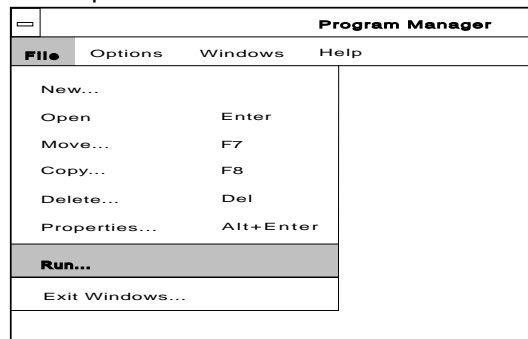 Program Manager
File Options Windows Help
New...
Open Enter
Move... F7
Copy... F8
Delete... Del
Properties... Alt+Enter
Run...
Exit Windows...